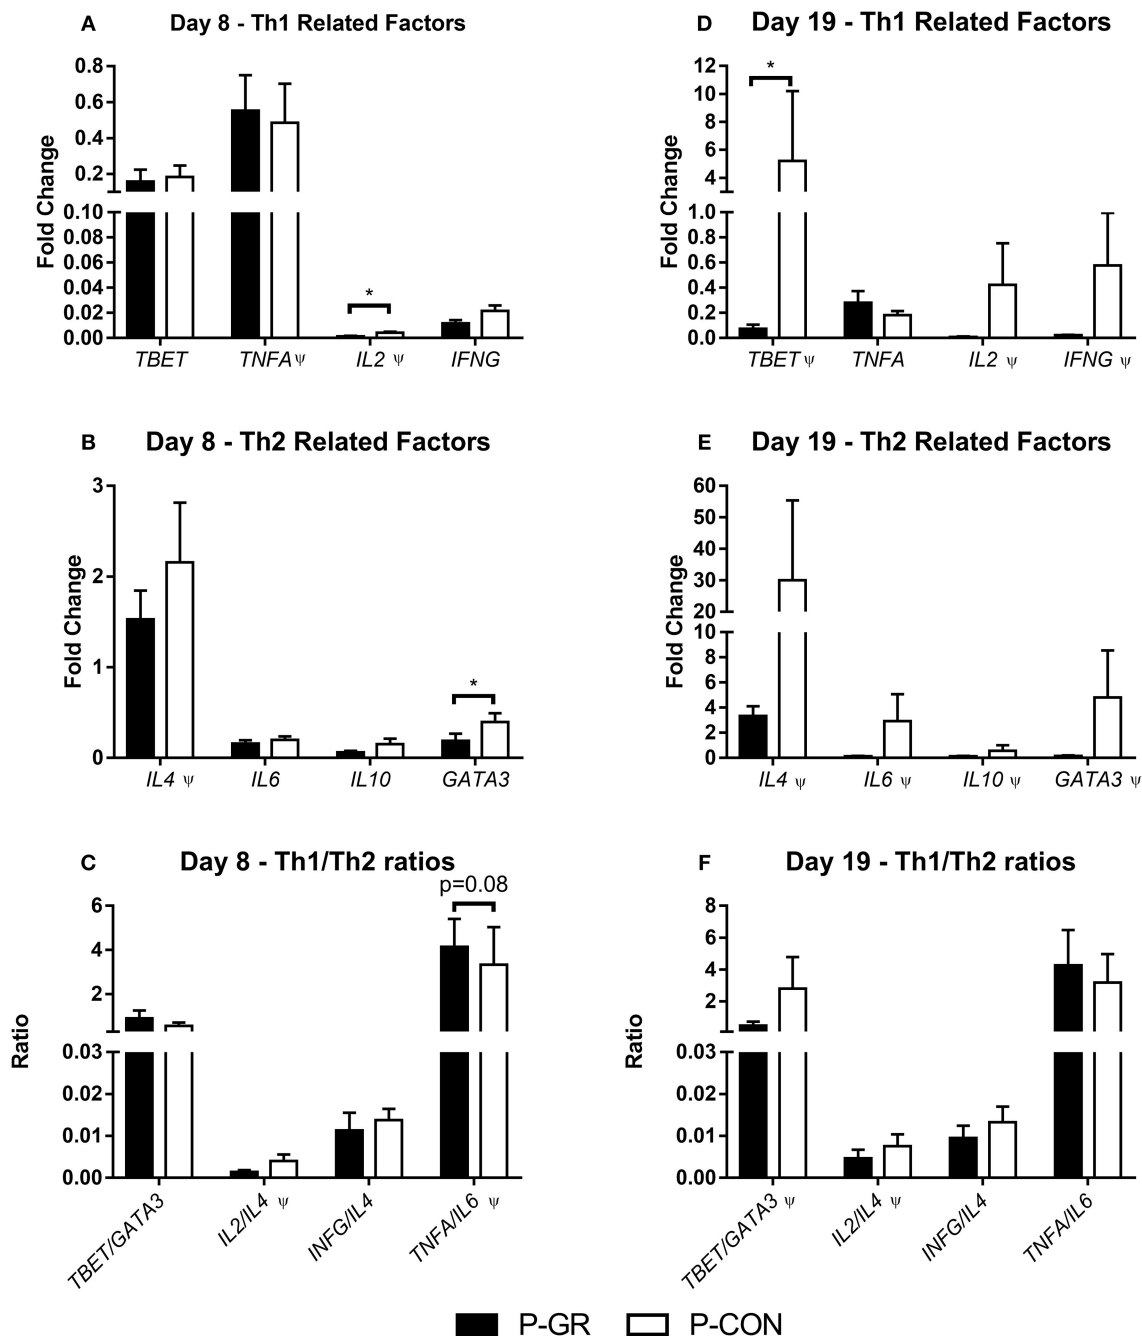 A Day 8 - Th1 Related Factors
Fold Change
0.8
0.6
0.4
0.2
0.10
0.08
0.06
0.04
0.02
0.00
*
TBET TNFA ψ IL2 ψ IFNG
D Day 19 - Th1 Related Factors
Fold Change
12
10
8
6
4
1.0
0.8
0.6
0.4
0.2
0.0
*
TBET ψ TNFA IL2 ψ IFNG ψ
B Day 8 - Th2 Related Factors
Fold Change
3
2
1
0
*
IL4 ψ IL6 IL10 GATA3
E Day 19 - Th2 Related Factors
Fold Change
60
50
40
30
20
10
8
6
4
2
0
IL4 ψ IL6 ψ IL10 ψ GATA3 ψ
C Day 8 - Th1/Th2 ratios
p=0.08
Ratio
6
4
2
0.03
0.02
0.01
0.00
TBET/GATA3 IL2/IL4 ψ INFG/IL4 TNFA/IL6 ψ
F Day 19 - Th1/Th2 ratios
Ratio
8
6
4
2
0.03
0.02
0.01
0.00
TBET/GATA3 ψ IL2/IL4 ψ INFG/IL4 TNFA/IL6
P-GR P-CON